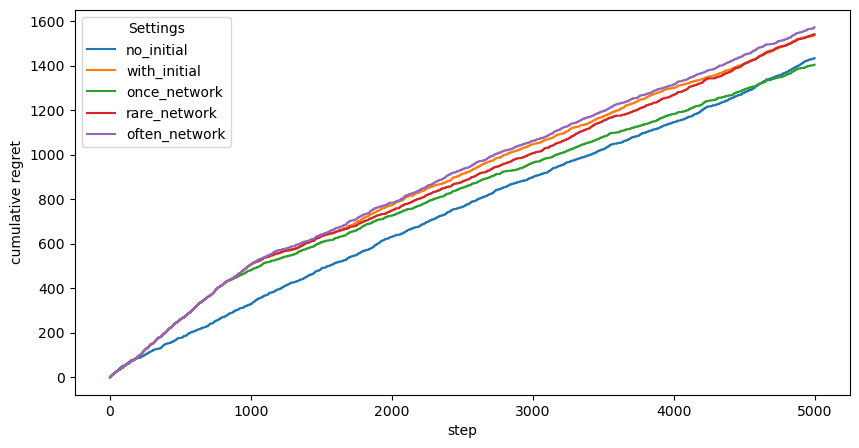 Settings
no_initial
with_initial
once_network
rare_network
often_network
cumulative regret
1600
1400
1200
1000
800
600
400
200
0
0 1000 2000 3000 4000 5000
step